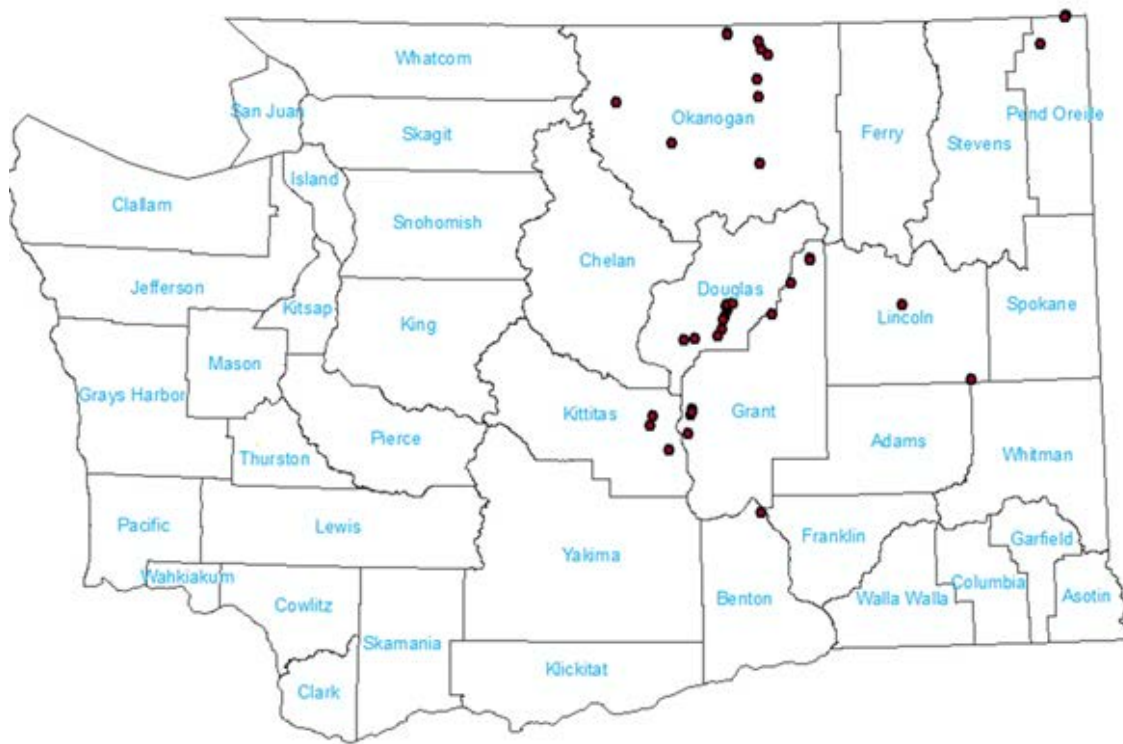 Whatcom
San Juan
Skagit
Okanogan
Ferry
Stevens
Pend Oreille
Island
Clallam
Snohomish
Chelan
Jefferson
Kitsap
King
Douglas
Lincoln
Spokane
Mason
Grays Harbor
Kittitas
Grant
Pierce
Adams
Thurston
Whitman
Pacific
Lewis
Yakima
Franklin
Garfield
Wahkiakum
Cowlitz
Skamania
Benton
Walla Walla
Columbia
Asotin
Klickitat
Clark